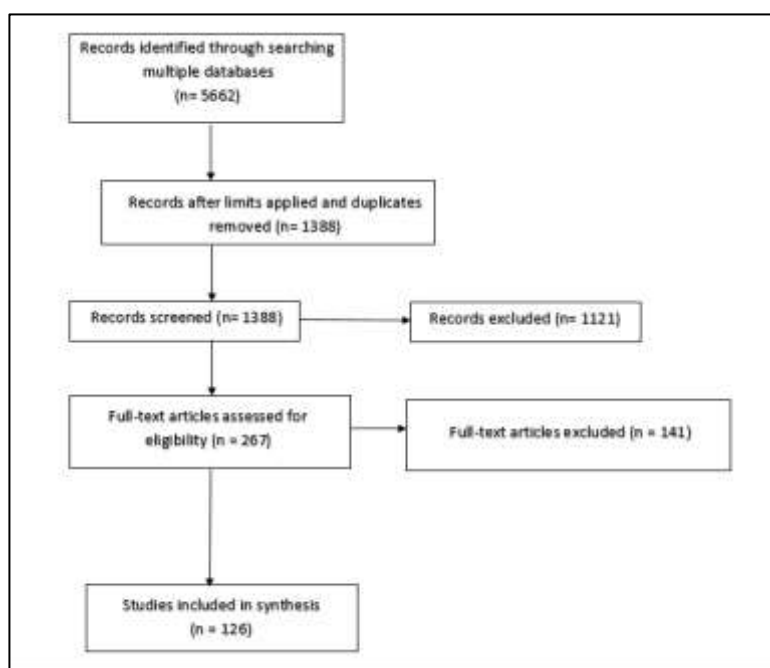 Records identified through searching
multiple databases
(n= 5662)
Records after limits applied and duplicates
removed (n= 1388)
Records screened (n= 1388)
Records excluded (n= 1121)
Full-text articles assessed for
eligibility (n = 267)
Full-text articles excluded (n = 141)
Studies included in synthesis
(n = 126)